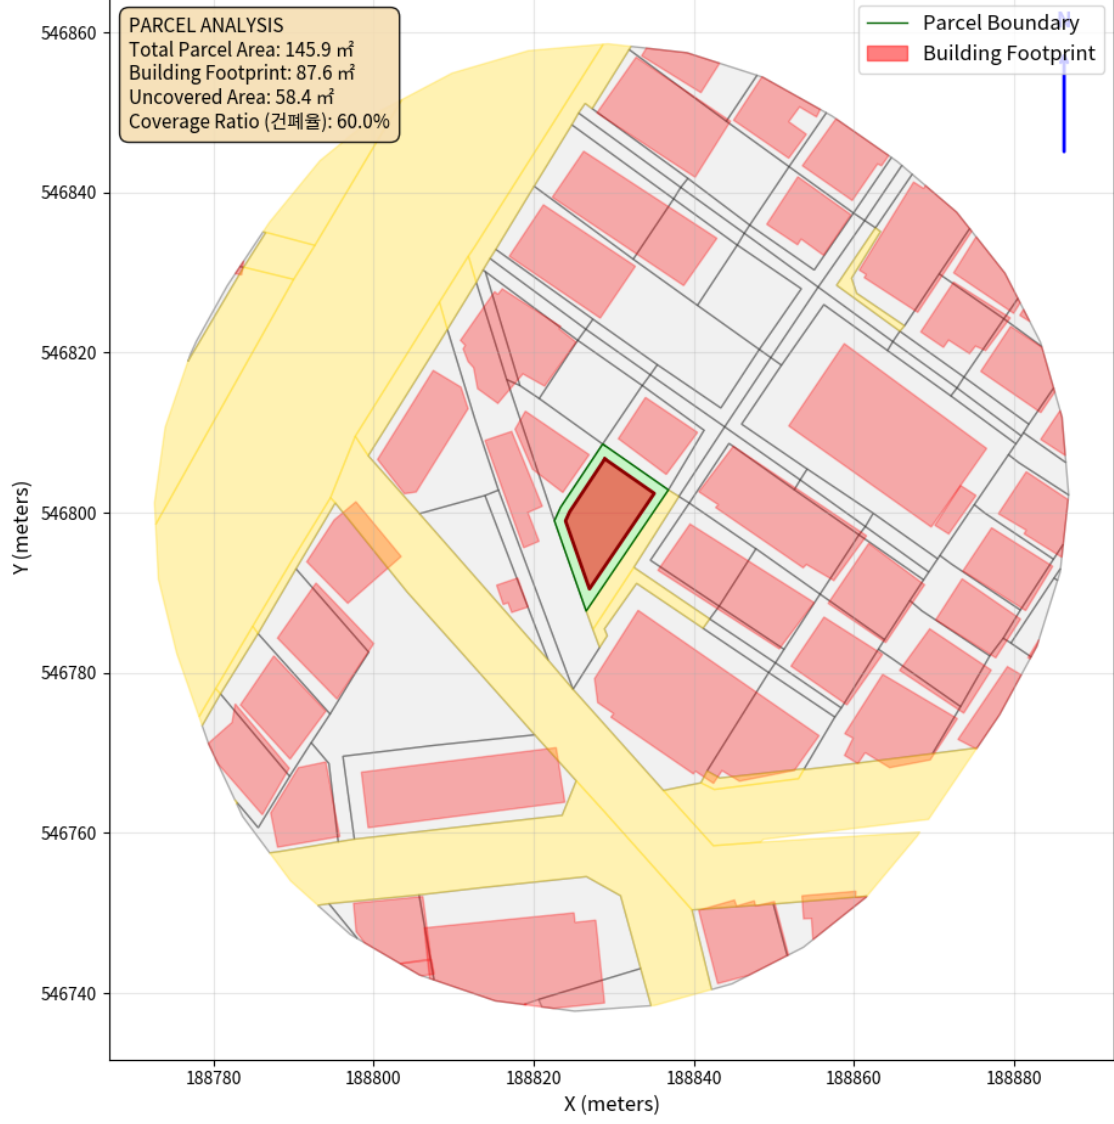 PARCEL ANALYSIS
Total Parcel Area: 145.9 ㎡
Building Footprint: 87.6 ㎡
Uncovered Area: 58.4 ㎡
Coverage Ratio (건폐율): 60.0%
Parcel Boundary
Building Footprint
N
546860
546840
546820
546800
546780
546760
546740
Y (meters)
188780
188800
188820
188840
188860
188880
X (meters)